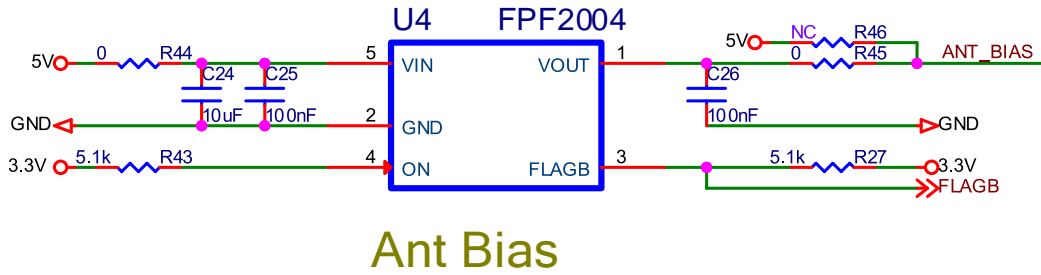 U4 FPF2004
5V 0 R44 5 VIN VOUT 1 5V NC R46
0 R45 ANT_BIAS
C24 C25 C26
10uF 100nF 100nF
GND 2 GND GND
3.3V 5.1k R43 4 ON FLAGB 3 5.1k R27 3.3V
FLAGB
Ant Bias